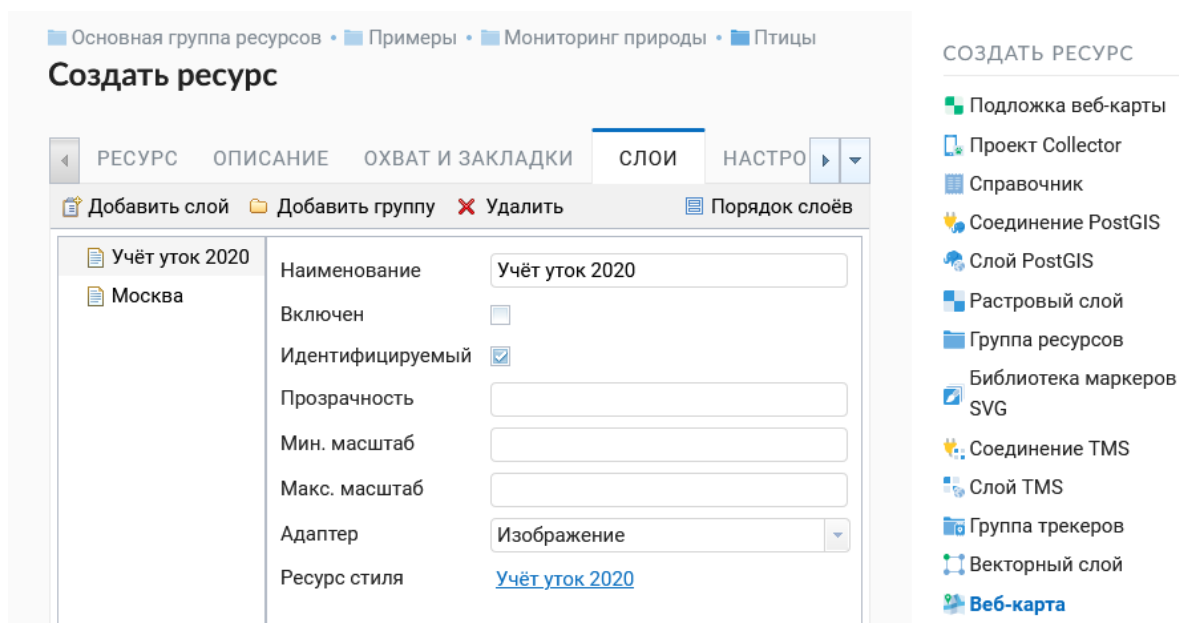 Основная группа ресурсов • Примеры • Мониторинг природы • Птицы
Создать ресурс
РЕСУРС ОПИСАНИЕ ОХВАТ И ЗАКЛАДКИ СЛОИ НАСТРО
Добавить слой Добавить группу Удалить Порядок слоёв
Учёт уток 2020
Москва
Наименование Учёт уток 2020
Включен
Идентифицируемый
Прозрачность
Мин. масштаб
Макс. масштаб
Адаптер Изображение
Ресурс стиля Учёт уток 2020
СОЗДАТЬ РЕСУРС
Подложка веб-карты
Проект Collector
Справочник
Соединение PostGIS
Слой PostGIS
Растровый слой
Группа ресурсов
Библиотека маркеров
SVG
Соединение TMS
Слой TMS
Группа трекеров
Векторный слой
Веб-карта